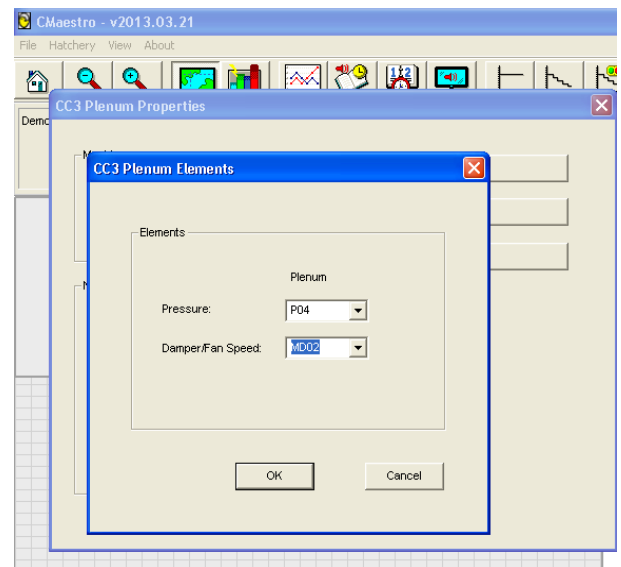 CMaestro - v2013.03.21
File Hatchery View About
CC3 Plenum Properties
CC3 Plenum Elements
Elements
Plenum
Pressure: P04
Damper/Fan Speed: MD02
OK Cancel